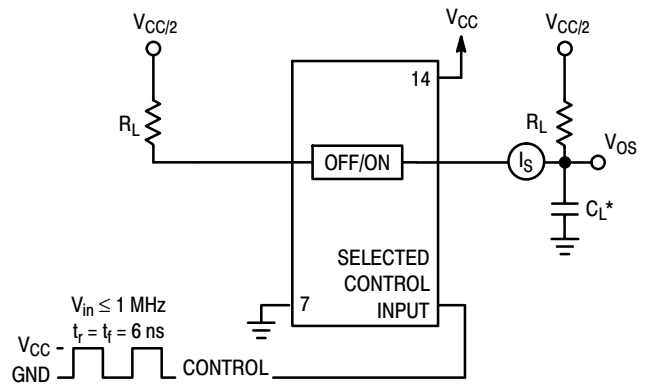 V_CC/2
V_CC
V_CC/2
14
R_L
R_L
OFF/ON
I_S
V_OS
C_L*
SELECTED
CONTROL
INPUT
7
V_in ≤ 1 MHz
t_r = t_f = 6 ns
V_CC
GND
CONTROL